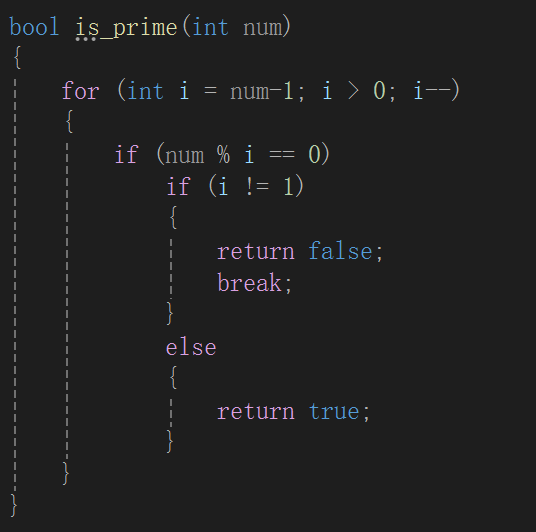 bool is_prime(int num)
{
    for (int i = num-1; i > 0; i--)
    {
        if (num % i == 0)
            if (i != 1)
            {
                return false;
                break;
            }
            else
            {
                return true;
            }
    }
}